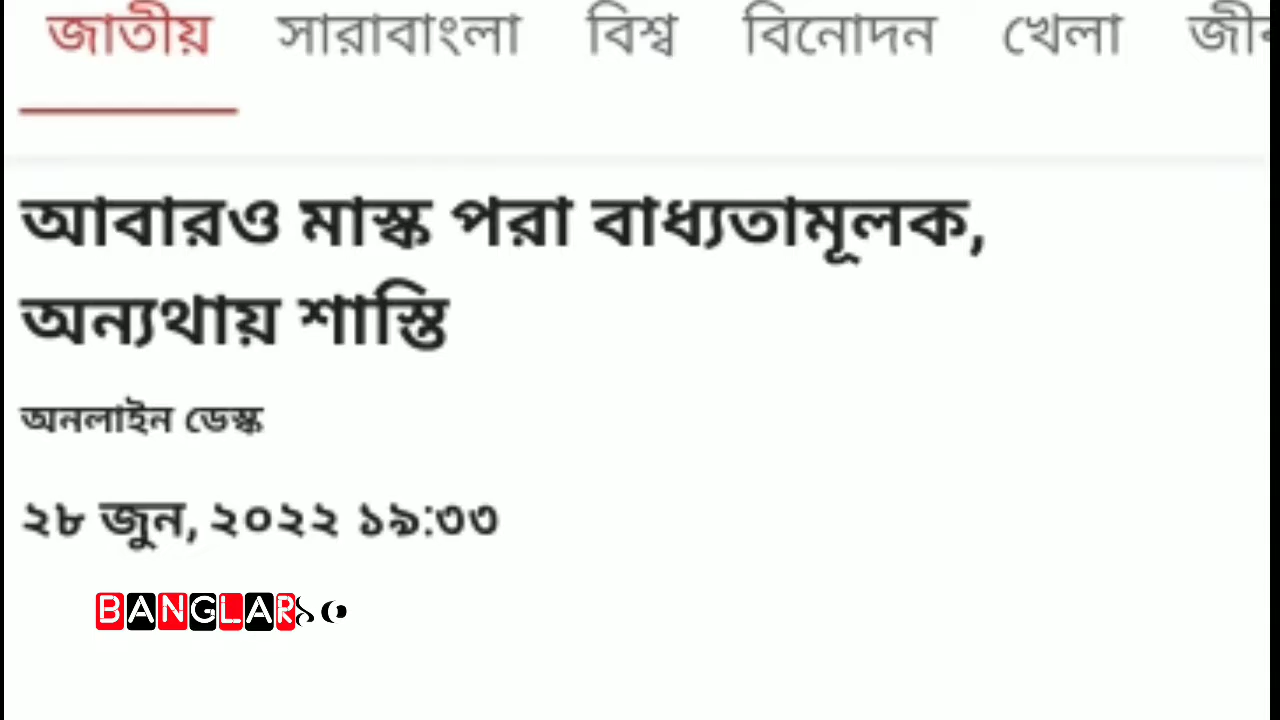 জাতীয় সারাবাংলা বিশ্ব বিনোদন খেলা
আবারও মাস্ক পরা বাধ্যতামূলক,
অন্যথায় শাস্তি
অনলাইন ডেস্ক
২৮ জুন, ২০২২ ১৯:৩৩
BANGLAR